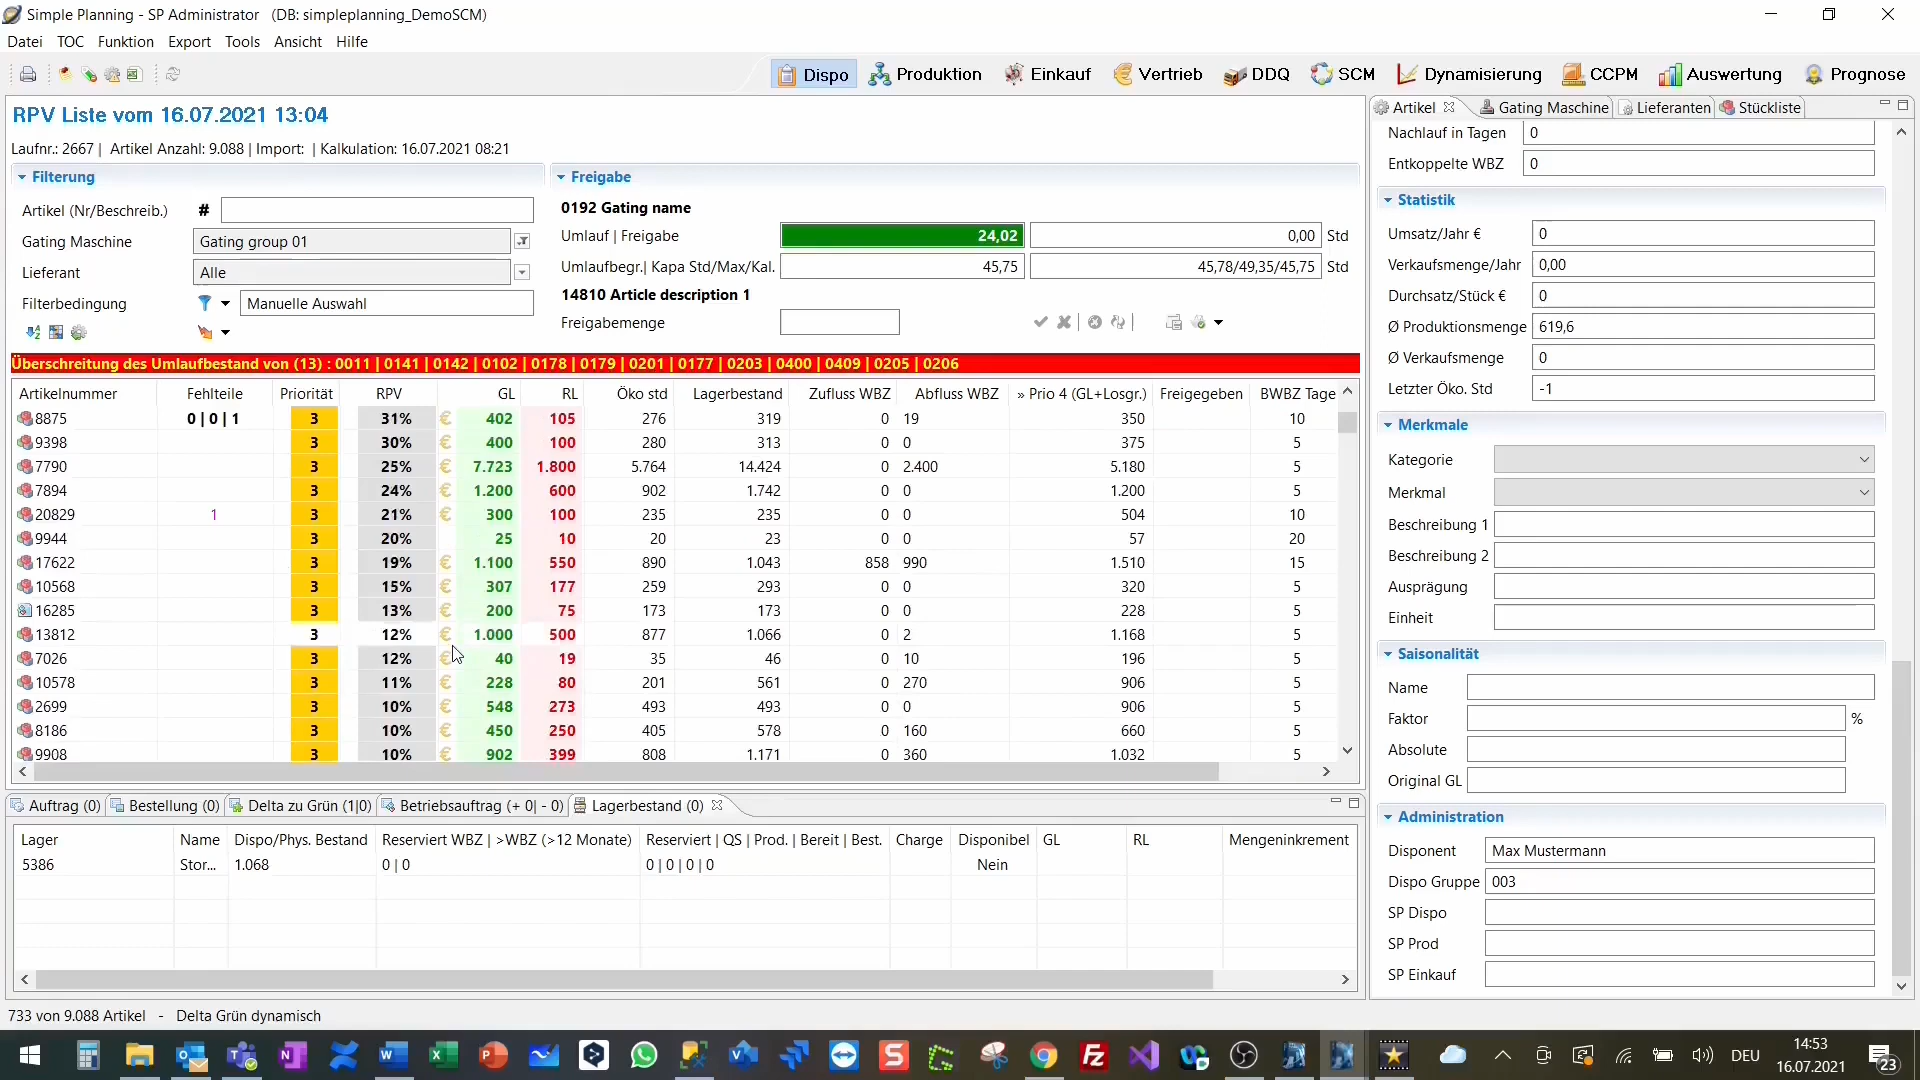 Simple Planning - SP Administrator (DB: simpleplanning_DemoSCM)
Datei TOC Funktion Export Tools Ansicht Hilfe
Dispo Produktion Einkauf Vertrieb DDQ SCM Dynamisierung CCPM Auswertung Prognose
RPV Liste vom 16.07.2021 13:04
Laufnr.: 2667 | Artikel Anzahl: 9.088 | Import: | Kalkulation: 16.07.2021 08:21
Filterung
Artikel (Nr/Beschreib.) #
Gating Maschine Gating group 01
Lieferant Alle
Filterbedingung Manuelle Auswahl
Freigabe
0192 Gating name
Umlauf | Freigabe 24,02 0,00 Std
Umlaufbegr.| Kapa Std/Max/Kal. 45,75 45,78/49,35/45,75 Std
14810 Article description 1
Freigabemenge
Überschreitung des Umlaufbestand von (13) : 0011 | 0141 | 0142 | 0102 | 0178 | 0179 | 0201 | 0177 | 0203 | 0400 | 0409 | 0205 | 0206
Artikelnummer Fehlteile Priorität RPV GL RL Öko std Lagerbestand Zufluss WBZ Abfluss WBZ » Prio 4 (GL+Losgr.) Freigegeben BWBZ Tage
8875 0 | 0 | 1 3 31% € 402 105 276 319 0 19 350 10
9398 3 30% € 400 100 280 313 0 0 375 5
7790 3 25% € 7.723 1.800 5.764 14.424 0 2.400 5.180 5
7894 3 24% € 1.200 600 902 1.742 0 0 1.200 5
20829 1 3 21% € 300 100 235 235 0 0 504 10
9944 3 20% 25 10 20 23 0 0 57 20
17622 3 19% € 1.100 550 890 1.043 858 990 1.510 15
10568 3 15% € 307 177 259 293 0 0 320 5
16285 3 13% € 200 75 173 173 0 0 228 5
13812 3 12% € 1.000 500 877 1.066 0 2 1.168 5
7026 3 12% € 40 19 35 46 0 10 196 5
10578 3 11% € 228 80 201 561 0 270 906 5
2699 3 10% € 548 273 493 493 0 0 906 5
8186 3 10% € 450 250 405 578 0 160 660 5
9908 3 10% € 902 399 808 1.171 0 360 1.032 5
Auftrag (0) Bestellung (0) Delta zu Grün (1|0) Betriebsauftrag (+ 0| - 0) Lagerbestand (0)
Lager Name Dispo/Phys. Bestand Reserviert WBZ | >WBZ (>12 Monate) Reserviert | QS | Prod. | Bereit | Best. Charge Disponibel GL RL Mengeninkrement
5386 Stor... 1.068 0 | 0 0 | 0 | 0 | 0 Nein
733 von 9.088 Artikel - Delta Grün dynamisch
Artikel Gating Maschine Lieferanten Stückliste
Nachlauf in Tagen 0
Entkoppelte WBZ 0
Statistik
Umsatz/Jahr € 0
Verkaufsmenge/Jahr 0,00
Durchsatz/Stück € 0
Ø Produktionsmenge 619,6
Ø Verkaufsmenge 0
Letzter Öko. Std -1
Merkmale
Kategorie
Merkmal
Beschreibung 1
Beschreibung 2
Ausprägung
Einheit
Saisonalität
Name
Faktor %
Absolute
Original GL
Administration
Disponent Max Mustermann
Dispo Gruppe 003
SP Dispo
SP Prod
SP Einkauf
DEU
14:53
16.07.2021
23